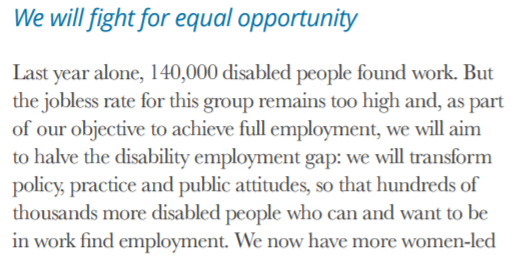 We will fight for equal opportunity
Last year alone, 140,000 disabled people found work. But
the jobless rate for this group remains too high and, as part
of our objective to achieve full employment, we will aim
to halve the disability employment gap: we will transform
policy, practice and public attitudes, so that hundreds of
thousands more disabled people who can and want to be
in work find employment. We now have more women-led